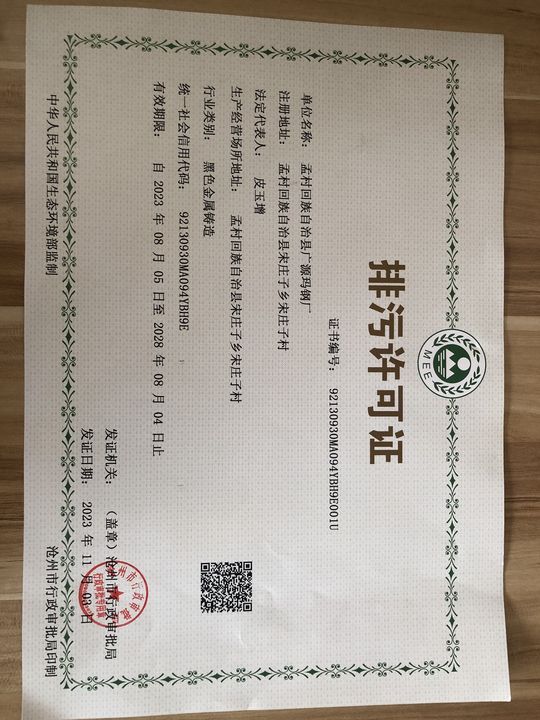 MEE
排污许可证
证书编号：92130930MA094YBH9E001U
单位名称：孟村回族自治县广源玛钢厂
注册地址：孟村回族自治县宋庄子乡宋庄子村
法定代表人：皮玉增
生产经营场所地址：孟村回族自治县宋庄子乡宋庄子村
行业类别：黑色金属铸造
统一社会信用代码：92130930MA094YBH9E
有效期限：自 2023 年 08 月 05 日至 2028 年 08 月 04 日止
发证机关：（盖章）沧州市行政审批局
发证日期：2023 年 11 月 03 日
中华人民共和国生态环境部监制
沧州市行政审批局印制